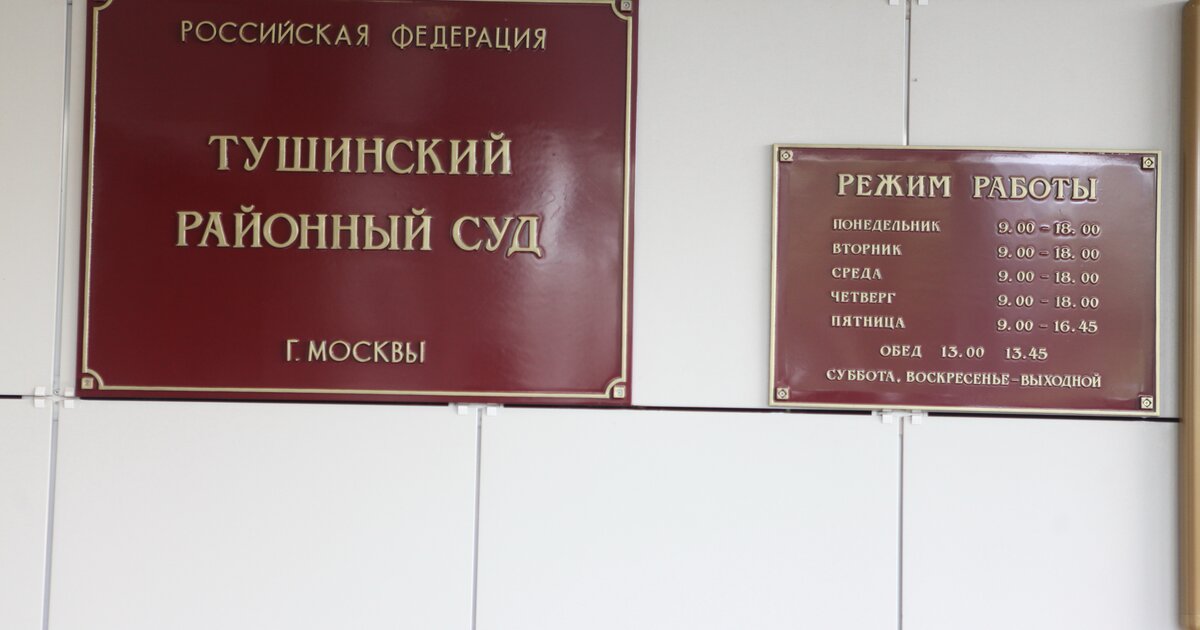 РОССИЙСКАЯ ФЕДЕРАЦИЯ
ТУШИНСКИЙ
РАЙОННЫЙ СУД
Г. МОСКВЫ
РЕЖИМ РАБОТЫ
ПОНЕДЕЛЬНИК 9.00 - 18.00
ВТОРНИК 9.00 - 18.00
СРЕДА 9.00 - 18.00
ЧЕТВЕРГ 9.00 - 18.00
ПЯТНИЦА 9.00 - 16.45
ОБЕД 13.00 13.45
СУББОТА, ВОСКРЕСЕНЬЕ - ВЫХОДНОЙ